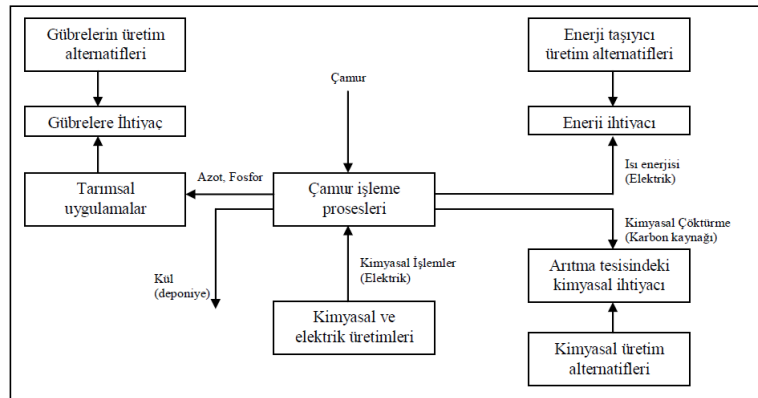 Gübrelerin üretim
alternatifleri
Enerji taşıyıcı
üretim alternatifleri
Çamur
Gübrelere İhtiyaç
Enerji ihtiyacı
Azot, Fosfor
Isı enerjisi
(Elektrik)
Tarımsal
uygulamalar
Çamur işleme
prosesleri
Kimyasal Çöktürme
(Karbon kaynağı)
Kül
(deponiye)
Kimyasal İşlemler
(Elektrik)
Arıtma tesisindeki
kimyasal ihtiyacı
Kimyasal ve
elektrik üretimleri
Kimyasal üretim
alternatifleri